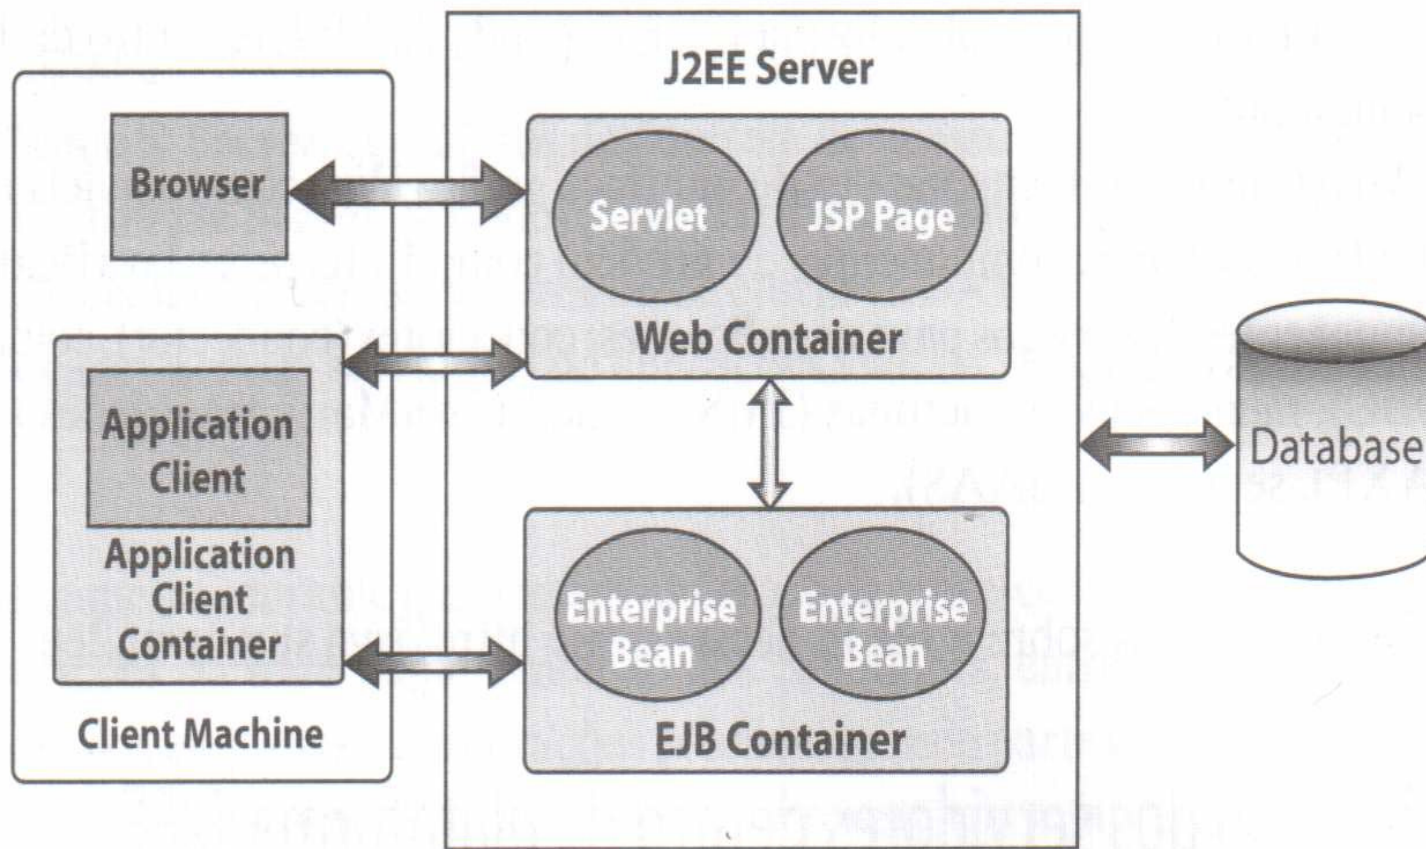 J2EE Server
Browser
Servlet
JSP Page
Web Container
Application
Client
Application
Client
Container
Client Machine
Enterprise
Bean
Enterprise
Bean
EJB Container
Database